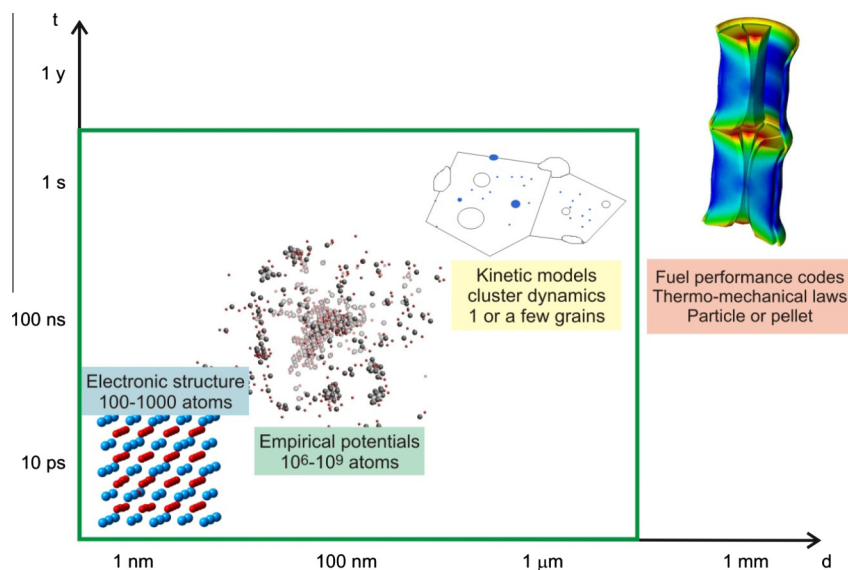 t
1 y
1 s
100 ns
10 ps
Electronic structure
100-1000 atoms
Empirical potentials
10⁶-10⁹ atoms
Kinetic models
cluster dynamics
1 or a few grains
Fuel performance codes
Thermo-mechanical laws
Particle or pellet
1 nm
100 nm
1 μm
1 mm
d